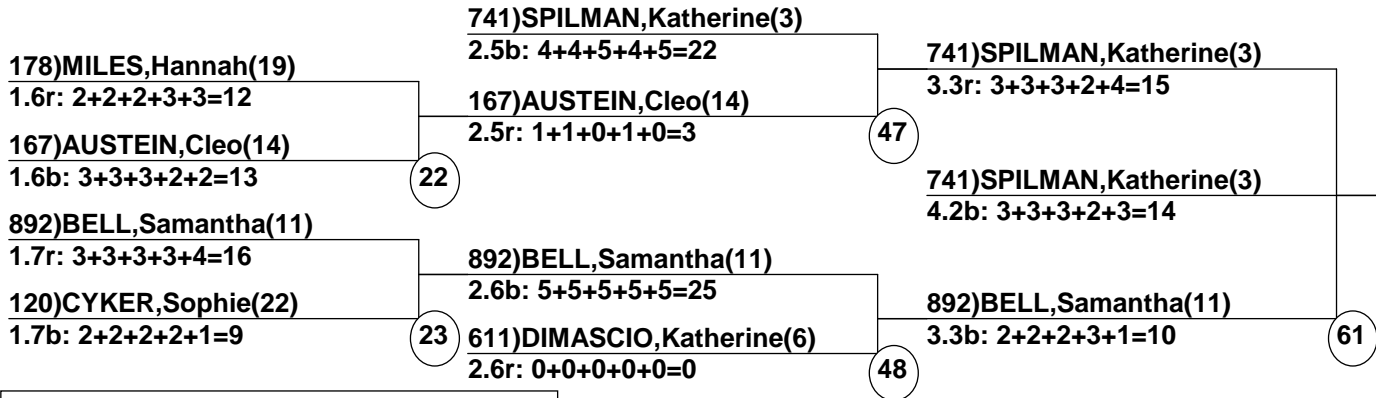 178)MILES,Hannah(19)
1.6r: 2+2+2+3+3=12
167)AUSTEIN,Cleo(14)
1.6b: 3+3+3+2+2=13
22
892)BELL,Samantha(11)
1.7r: 3+3+3+3+4=16
120)CYKER,Sophie(22)
1.7b: 2+2+2+2+1=9
23
741)SPILMAN,Katherine(3)
2.5b: 4+4+5+4+5=22
167)AUSTEIN,Cleo(14)
2.5r: 1+1+0+1+0=3
47
892)BELL,Samantha(11)
2.6b: 5+5+5+5+5=25
611)DIMASCIO,Katherine(6)
2.6r: 0+0+0+0+0=0
48
741)SPILMAN,Katherine(3)
3.3r: 3+3+3+2+4=15
741)SPILMAN,Katherine(3)
4.2b: 3+3+3+2+3=14
892)BELL,Samantha(11)
3.3b: 2+2+2+3+1=10
61